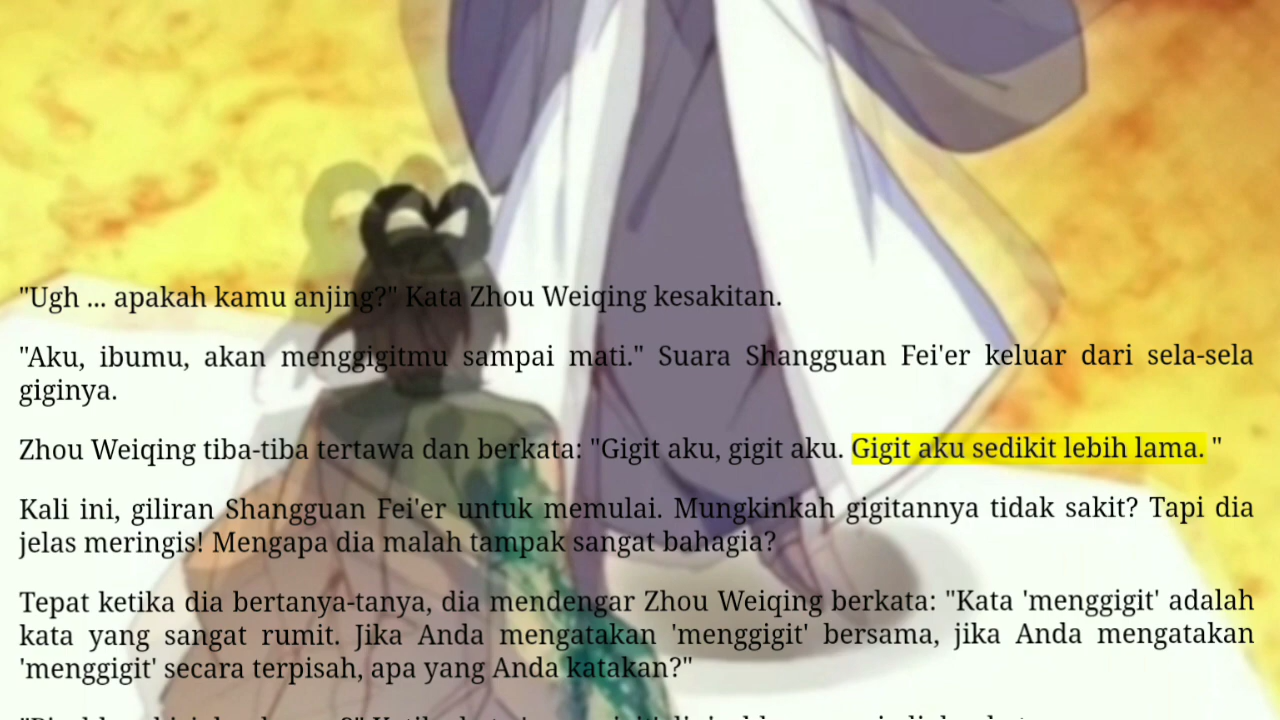 "Ugh ... apakah kamu anjing?" Kata Zhou Weiqing kesakitan.
"Aku, ibumu, akan menggigitmu sampai mati." Suara Shangguan Fei'er keluar dari sela-sela
giginya.
Zhou Weiqing tiba-tiba tertawa dan berkata: "Gigit aku, gigit aku. Gigit aku sedikit lebih lama. "
Kali ini, giliran Shangguan Fei'er untuk memulai. Mungkinkah gigitannya tidak sakit? Tapi dia
jelas meringis! Mengapa dia malah tampak sangat bahagia?
Tepat ketika dia bertanya-tanya, dia mendengar Zhou Weiqing berkata: "Kata 'menggigit' adalah
kata yang sangat rumit. Jika Anda mengatakan 'menggigit' bersama, jika Anda mengatakan
'menggigit' secara terpisah, apa yang Anda katakan?"